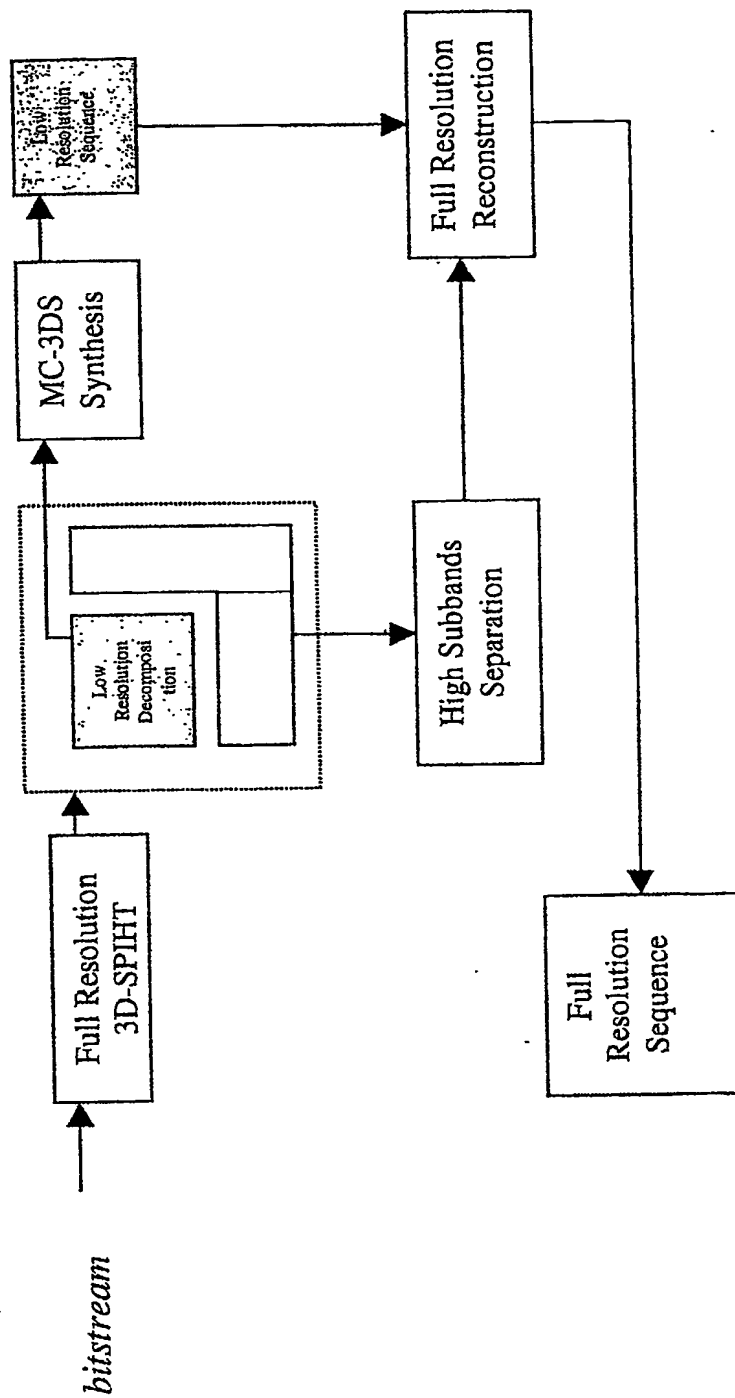 bitstream
Full Resolution
3D-SPIHT
Low
Resolution
Decomposi
tion
MC-3DS
Synthesis
Low
Resolution
Sequence
High Subbands
Separation
Full Resolution
Reconstruction
Full
Resolution
Sequence